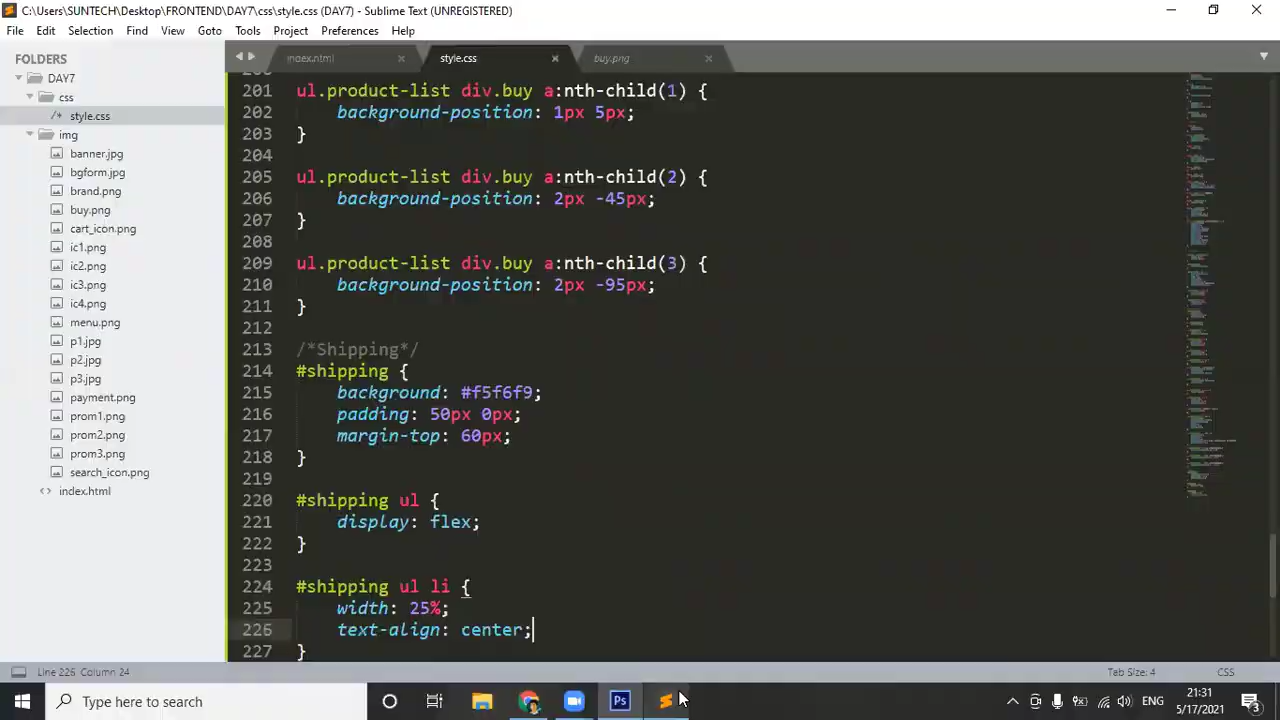 C:\Users\SUNTECH\Desktop\FRONTEND\DAY7\css\style.css (DAY7) - Sublime Text (UNREGISTERED)
File Edit Selection Find View Goto Tools Project Preferences Help
FOLDERS
DAY7
css
/* style.css
img
banner.jpg
bgform.jpg
brand.png
buy.png
cart_icon.png
ic1.png
ic2.png
ic3.png
ic4.png
menu.png
p1.jpg
p2.jpg
p3.jpg
payment.png
prom1.png
prom2.png
prom3.png
search_icon.png
<> index.html
index.html style.css buy.png
201 ul.product-list div.buy a:nth-child(1) {
202 background-position: 1px 5px;
203 }
204
205 ul.product-list div.buy a:nth-child(2) {
206 background-position: 2px -45px;
207 }
208
209 ul.product-list div.buy a:nth-child(3) {
210 background-position: 2px -95px;
211 }
212
213 /*Shipping*/
214 #shipping {
215 background: #f5f6f9;
216 padding: 50px 0px;
217 margin-top: 60px;
218 }
219
220 #shipping ul {
221 display: flex;
222 }
223
224 #shipping ul li {
225 width: 25%;
226 text-align: center;
227 }
Line 226, Column 24 Tab Size: 4 CSS
Type here to search
Ps
ENG
21:31
5/17/2021
3